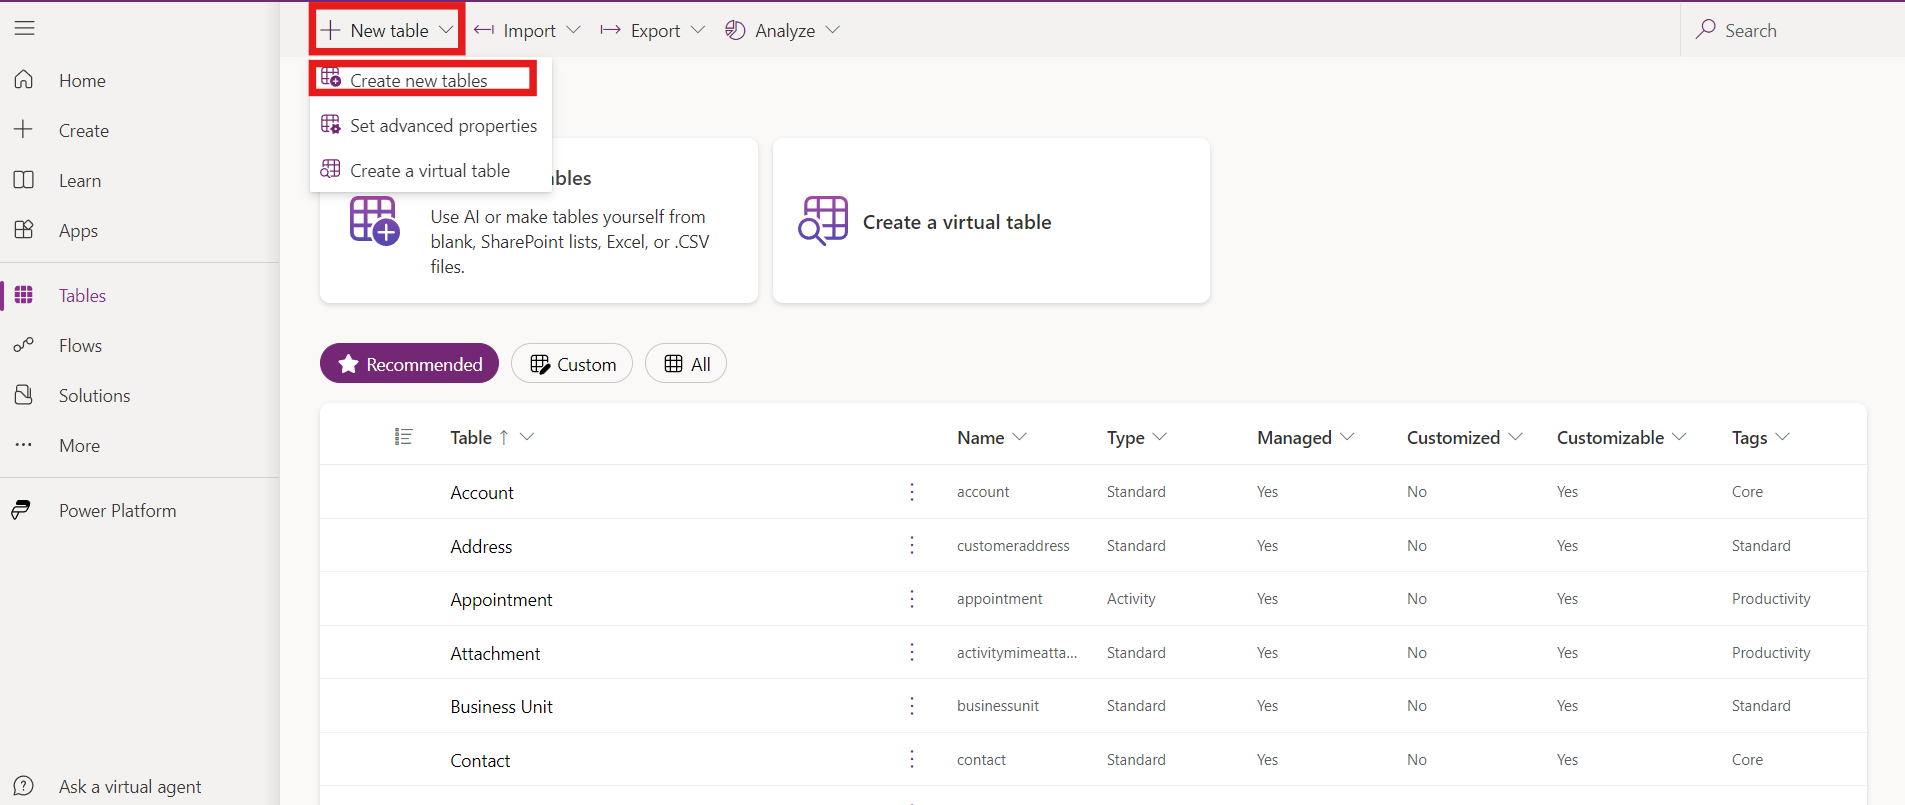 New table
Import
Export
Analyze
Search
Home
Create
Learn
Apps
Tables
Flows
Solutions
More
Power Platform
Ask a virtual agent
Create new tables
Set advanced properties
Create a virtual table
bles
Use AI or make tables yourself from
blank, SharePoint lists, Excel, or .CSV
files.
Create a virtual table
Recommended
Custom
All
Table ↑ Name Type Managed Customized Customizable Tags
Account account Standard Yes No Yes Core
Address customeraddress Standard Yes No Yes Standard
Appointment appointment Activity Yes No Yes Productivity
Attachment activitymimeatta... Standard Yes No Yes Productivity
Business Unit businessunit Standard Yes No Yes Standard
Contact contact Standard Yes No Yes Core